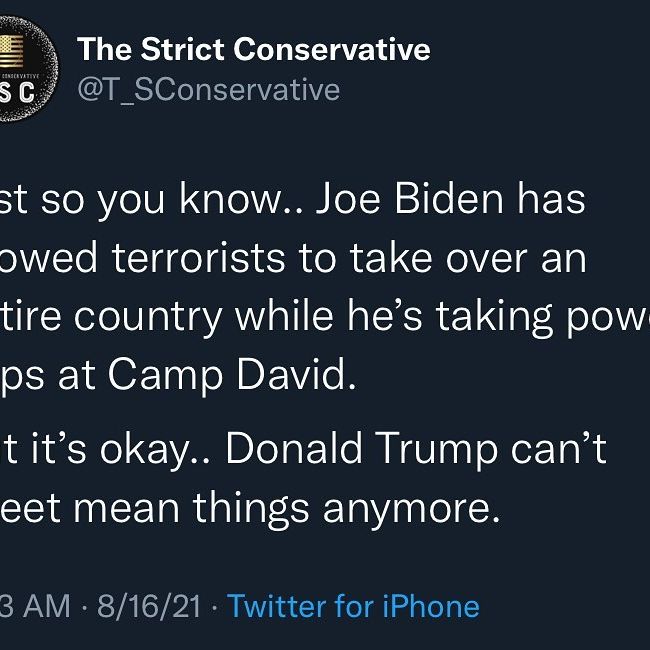 The Strict Conservative
@T_SConservative
CONSERVATIVE
S C
st so you know.. Joe Biden has
owed terrorists to take over an
tire country while he’s taking pow
ps at Camp David.
t it’s okay.. Donald Trump can’t
eet mean things anymore.
3 AM · 8/16/21 · Twitter for iPhone